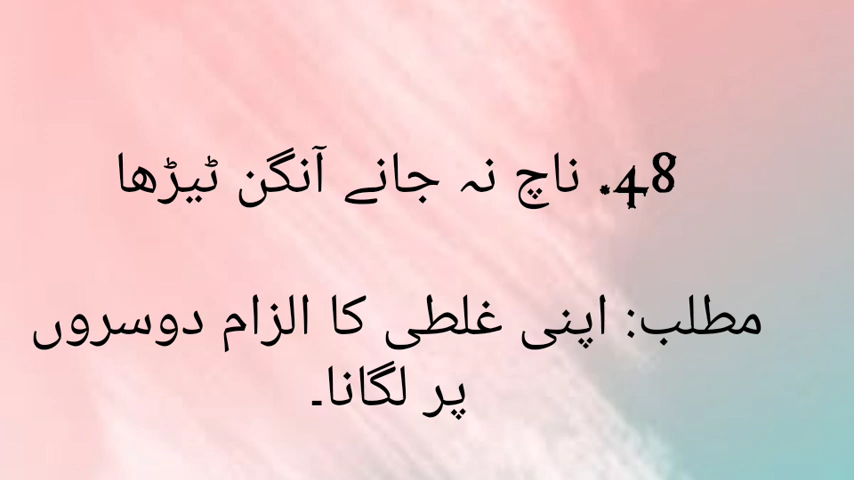 48. ناچ نہ جانے آنگن ٹیڑھا
مطلب: اپنی غلطی کا الزام دوسروں
پر لگانا۔